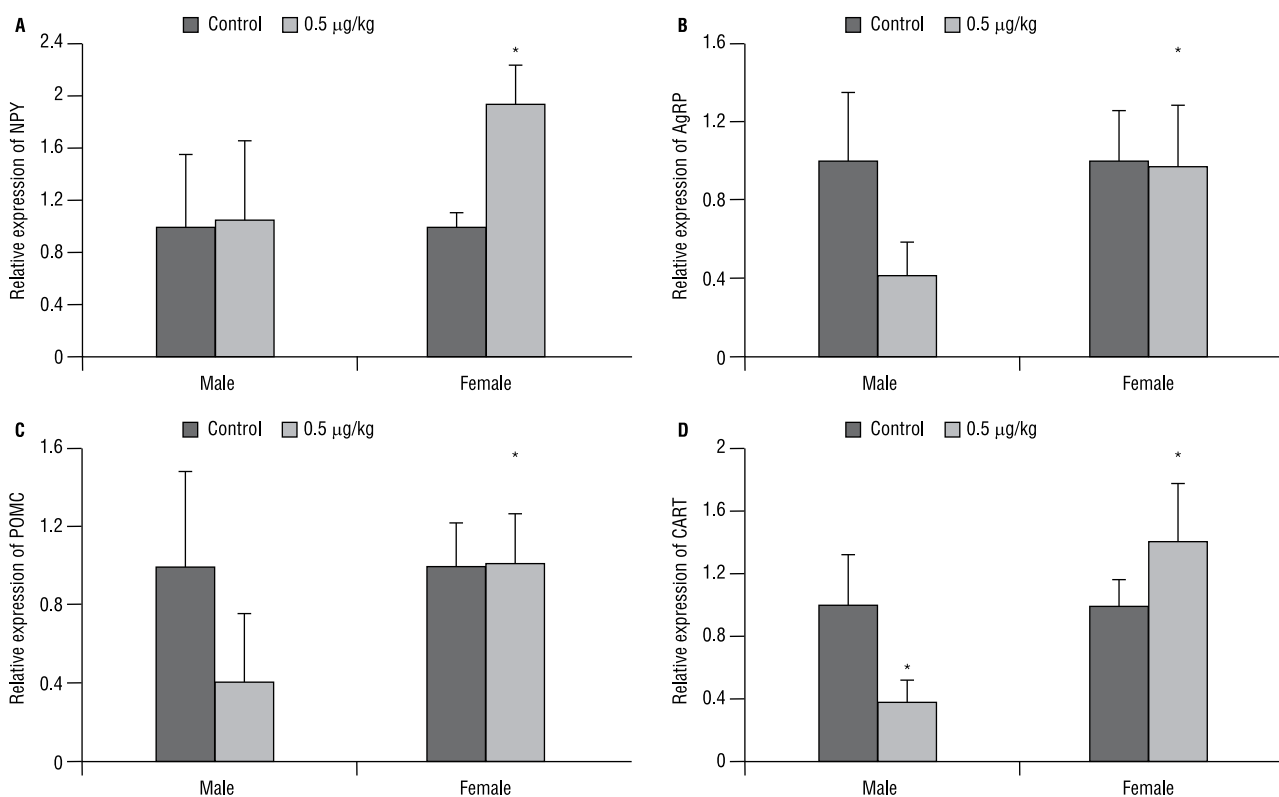 A
Control 0.5 μg/kg
Relative expression of NPY
2.4
2
1.6
1.2
0.8
0.4
0
*
Male Female
B
Control 0.5 μg/kg
Relative expression of AgRP
1.6
1.2
0.8
0.4
0
*
Male Female
C
Control 0.5 μg/kg
Relative expression of POMC
1.6
1.2
0.8
0.4
0
*
Male Female
D
Control 0.5 μg/kg
Relative expression of CART
2
1.6
1.2
0.8
0.4
0
*
*
Male Female